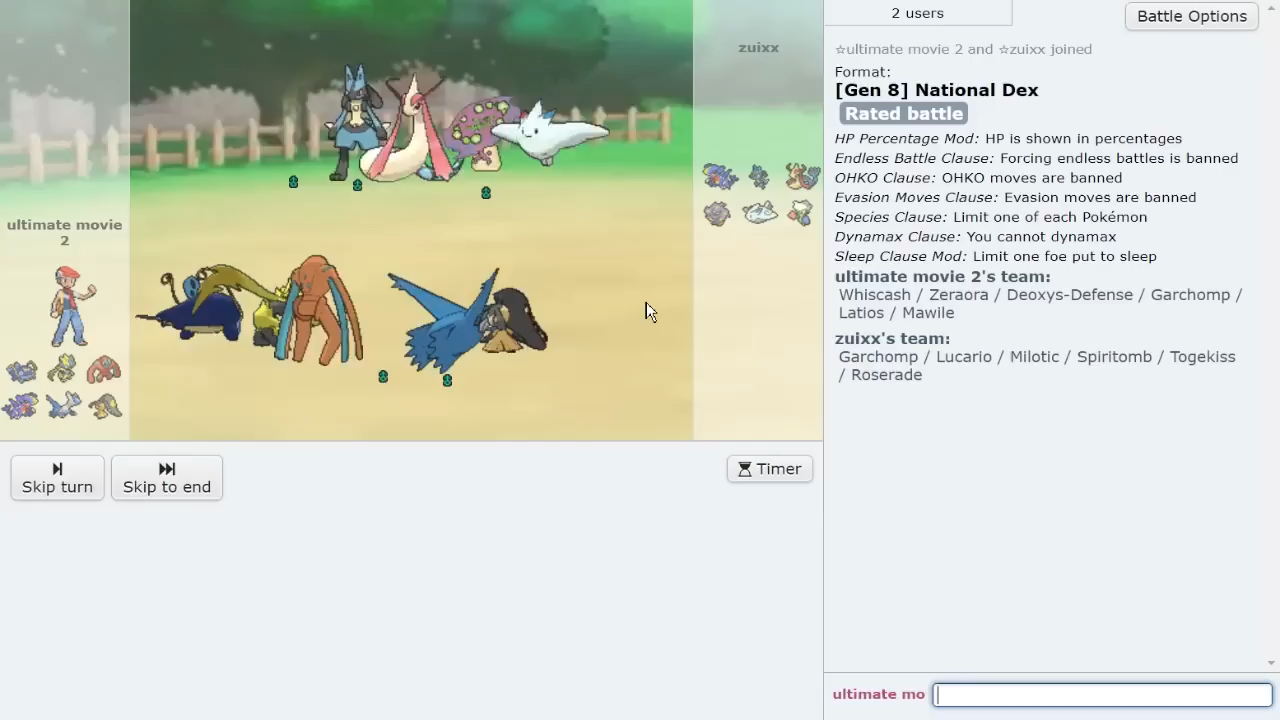 2 users
Battle Options
zuixx
ultimate movie
2
☆ultimate movie 2 and ☆zuixx joined
Format:
[Gen 8] National Dex
Rated battle
HP Percentage Mod: HP is shown in percentages
Endless Battle Clause: Forcing endless battles is banned
OHKO Clause: OHKO moves are banned
Evasion Moves Clause: Evasion moves are banned
Species Clause: Limit one of each Pokémon
Dynamax Clause: You cannot dynamax
Sleep Clause Mod: Limit one foe put to sleep
ultimate movie 2's team:
Whiscash / Zeraora / Deoxys-Defense / Garchomp /
Latios / Mawile
zuixx's team:
Garchomp / Lucario / Milotic / Spiritomb / Togekiss
/ Roserade
Skip turn
Skip to end
Timer
ultimate mo